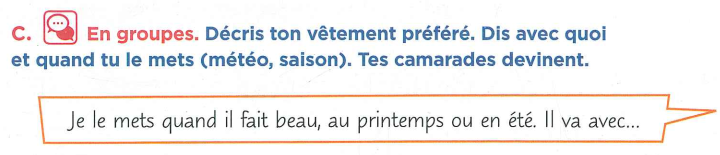 C. En groupes. Décris ton vêtement préféré. Dis avec quoi
et quand tu le mets (météo, saison). Tes camarades devinent.
Je le mets quand il fait beau, au printemps ou en été. Il va avec...